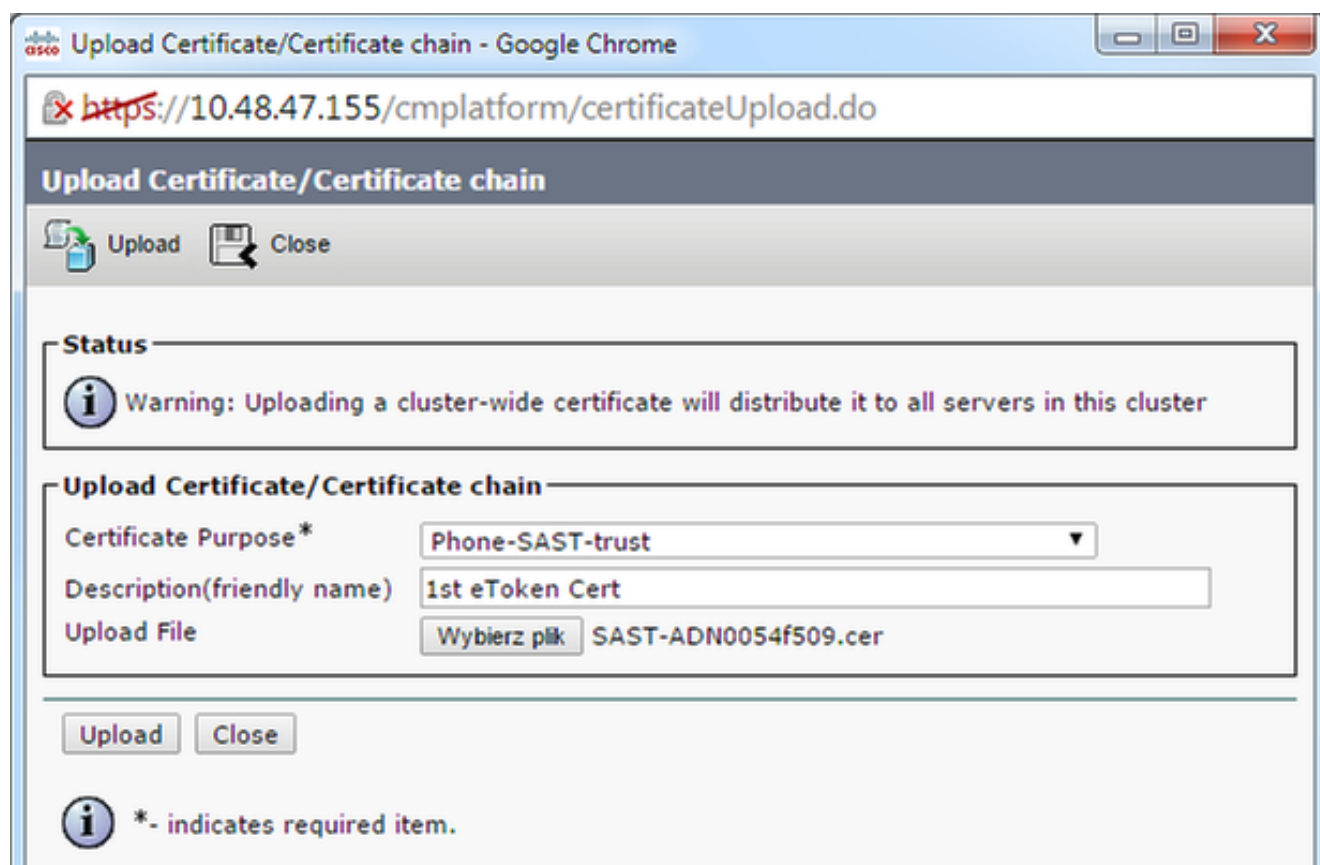 cisco Upload Certificate/Certificate chain - Google Chrome
https://10.48.47.155/cmplatform/certificateUpload.do
Upload Certificate/Certificate chain
Upload Close
Status
Warning: Uploading a cluster-wide certificate will distribute it to all servers in this cluster
Upload Certificate/Certificate chain
Certificate Purpose* Phone-SAST-trust
Description(friendly name) 1st eToken Cert
Upload File Wybierz plik SAST-ADN0054f509.cer
Upload Close
*- indicates required item.